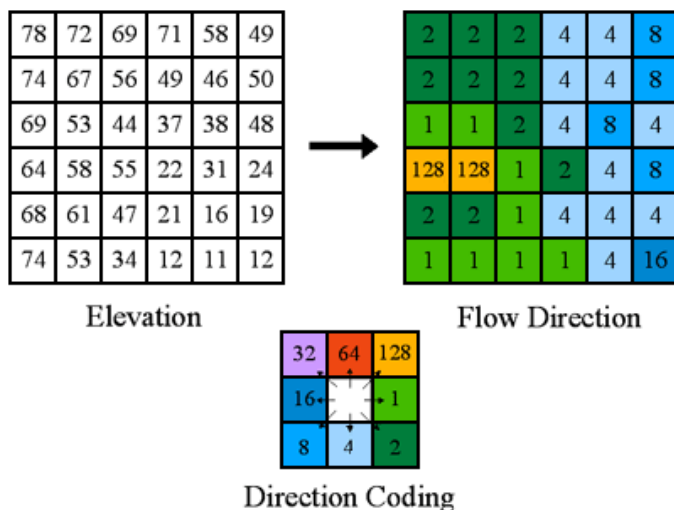 78 72 69 71 58 49
74 67 56 49 46 50
69 53 44 37 38 48
64 58 55 22 31 24
68 61 47 21 16 19
74 53 34 12 11 12
Elevation
2 2 2 4 4 8
2 2 2 4 4 8
1 1 2 4 8 4
128 128 1 2 4 8
2 2 1 4 4 4
1 1 1 1 4 16
Flow Direction
32 64 128
16 1
8 4 2
Direction Coding